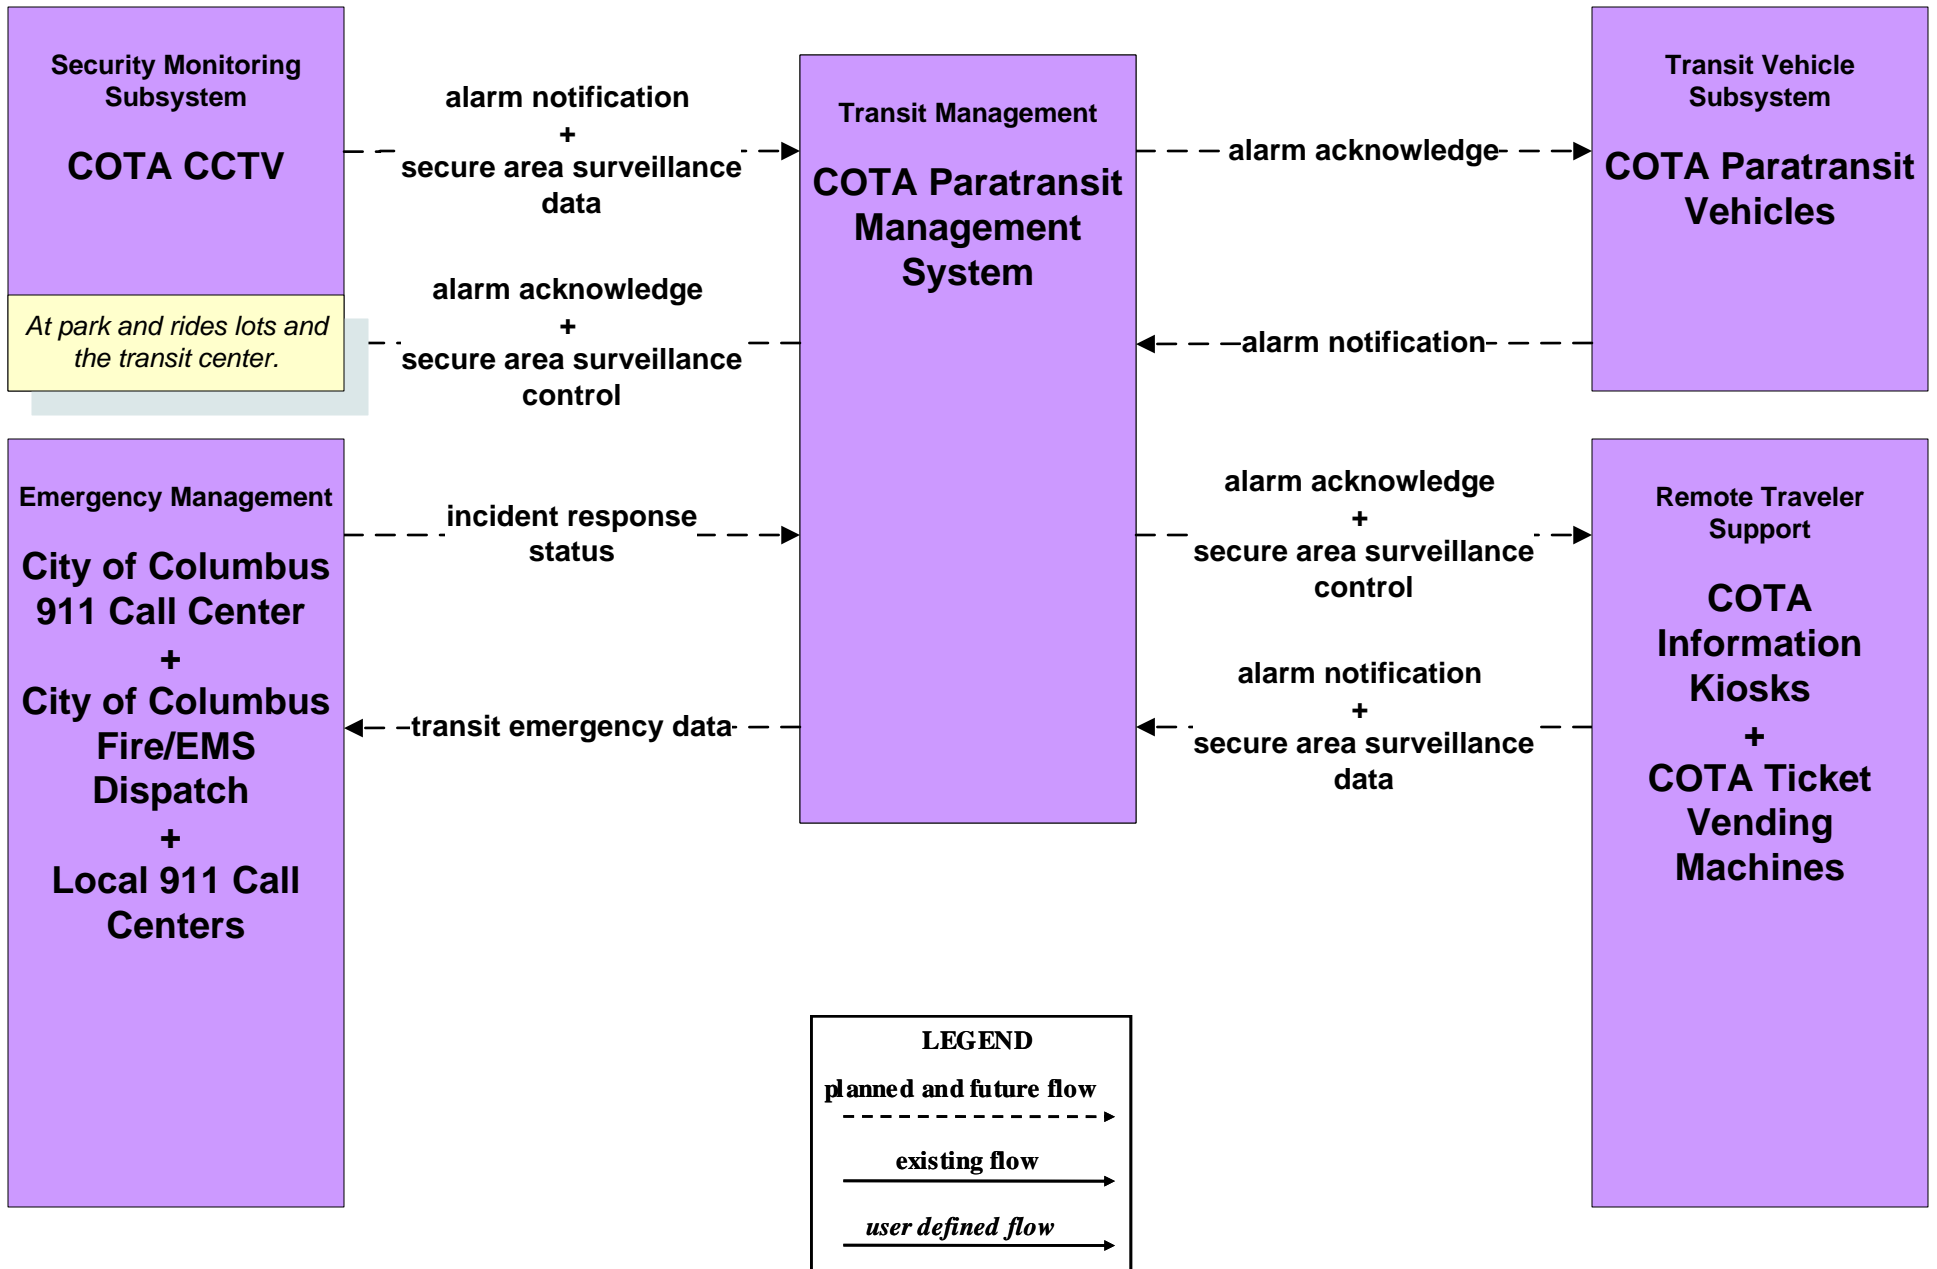 Security Monitoring
Subsystem
COTA CCTV
At park and rides lots and
the transit center.
alarm notification
+
secure area surveillance
data
alarm acknowledge
+
secure area surveillance
control
Transit Management
COTA Paratransit
Management
System
alarm acknowledge
alarm notification
Transit Vehicle
Subsystem
COTA Paratransit
Vehicles
Emergency Management
City of Columbus
911 Call Center
+
City of Columbus
Fire/EMS
Dispatch
+
Local 911 Call
Centers
incident response
status
transit emergency data
alarm acknowledge
+
secure area surveillance
control
alarm notification
+
secure area surveillance
data
Remote Traveler
Support
COTA
Information
Kiosks
+
COTA Ticket
Vending
Machines
LEGEND
planned and future flow
existing flow
user defined flow